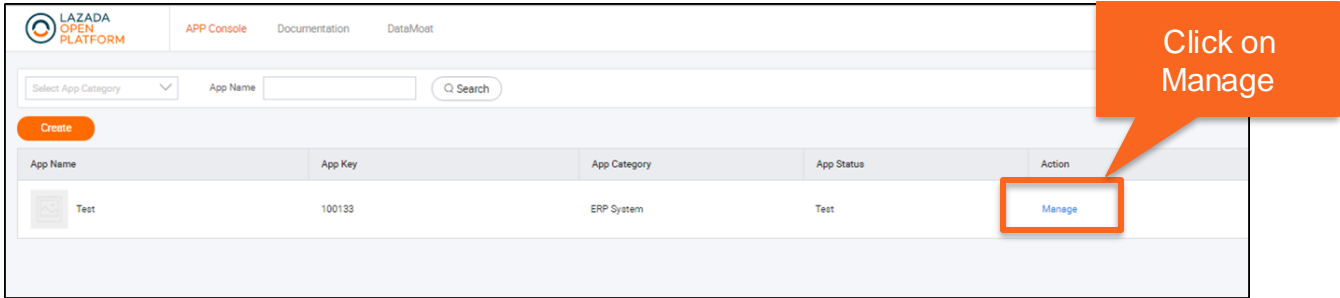 LAZADA
OPEN
PLATFORM
APP Console Documentation DataMoat
Click on
Manage
Select App Category App Name Search
Create
App Name App Key App Category App Status Action
Test 100133 ERP System Test Manage